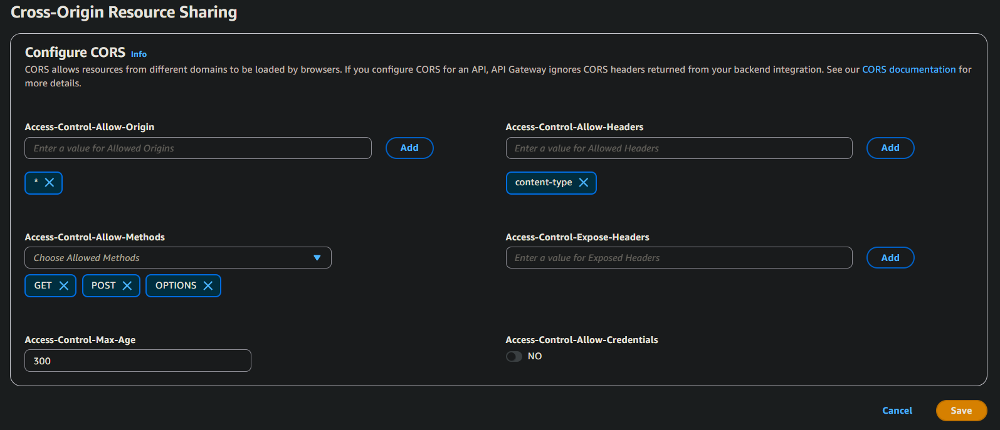 Cross-Origin Resource Sharing
Configure CORS Info
CORS allows resources from different domains to be loaded by browsers. If you configure CORS for an API, API Gateway ignores CORS headers returned from your backend integration. See our CORS documentation for
more details.
Access-Control-Allow-Origin
Enter a value for Allowed Origins
Add
*
Access-Control-Allow-Headers
Enter a value for Allowed Headers
Add
content-type
Access-Control-Allow-Methods
Choose Allowed Methods
GET POST OPTIONS
Access-Control-Expose-Headers
Enter a value for Exposed Headers
Add
Access-Control-Max-Age
300
Access-Control-Allow-Credentials
NO
Cancel Save